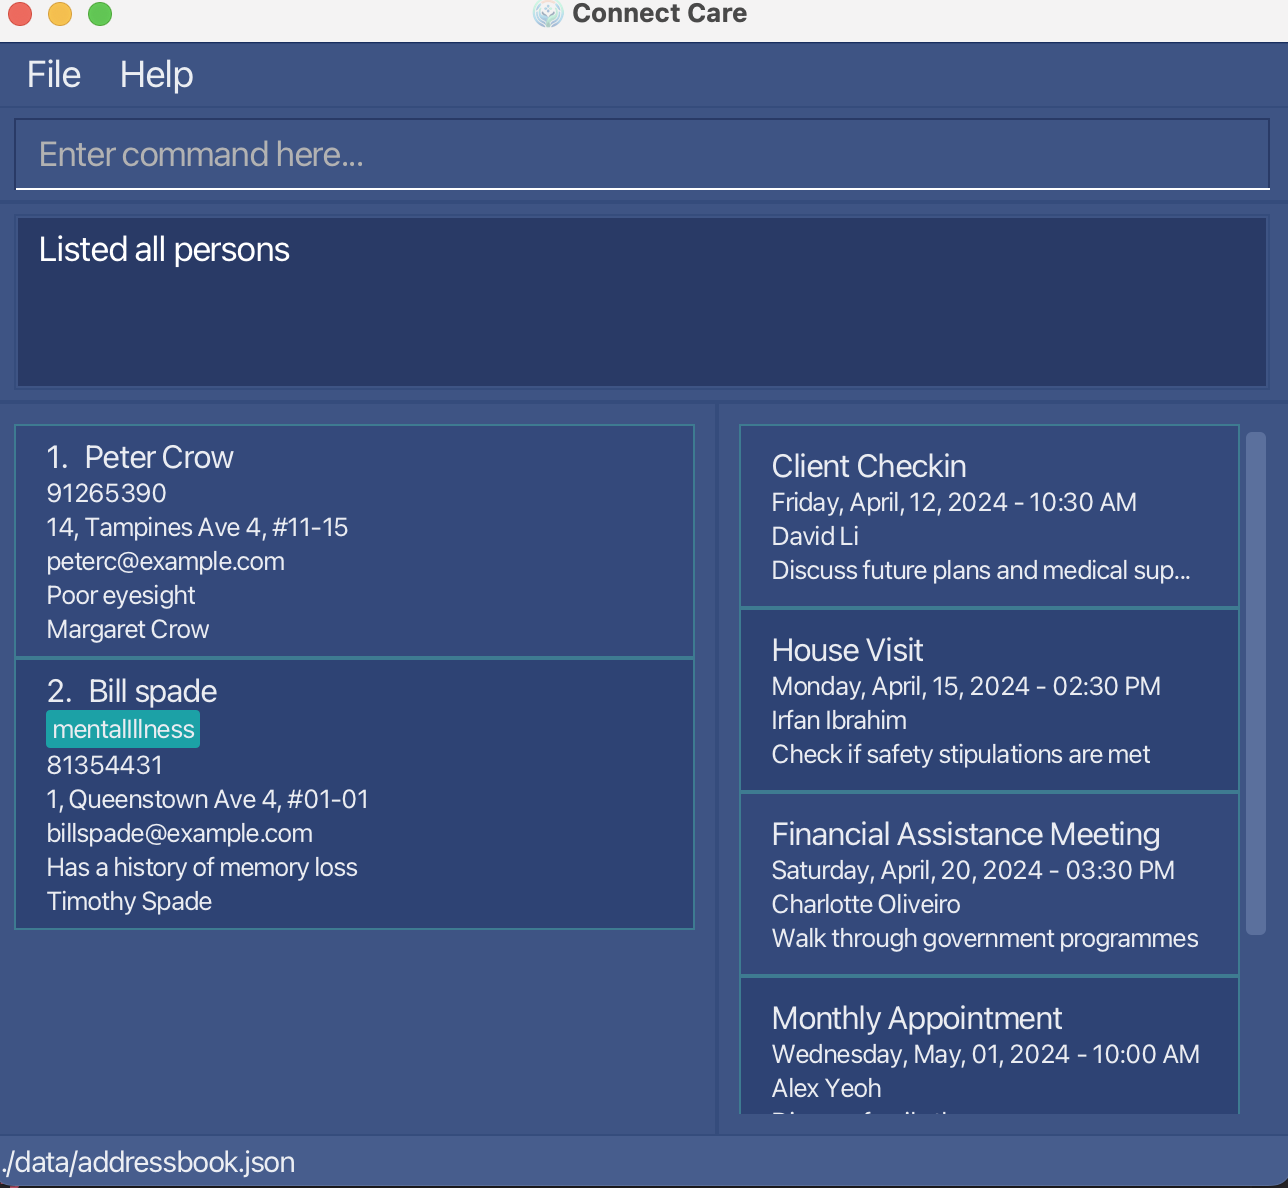 Connect Care
File Help
Enter command here...
Listed all persons
1. Peter Crow
91265390
14, Tampines Ave 4, #11-15
peterc@example.com
Poor eyesight
Margaret Crow
2. Bill spade
mentalIllness
81354431
1, Queenstown Ave 4, #01-01
billspade@example.com
Has a history of memory loss
Timothy Spade
Client Checkin
Friday, April, 12, 2024 - 10:30 AM
David Li
Discuss future plans and medical sup...
House Visit
Monday, April, 15, 2024 - 02:30 PM
Irfan Ibrahim
Check if safety stipulations are met
Financial Assistance Meeting
Saturday, April, 20, 2024 - 03:30 PM
Charlotte Oliveiro
Walk through government programmes
Monthly Appointment
Wednesday, May, 01, 2024 - 10:00 AM
Alex Yeoh
./data/addressbook.json